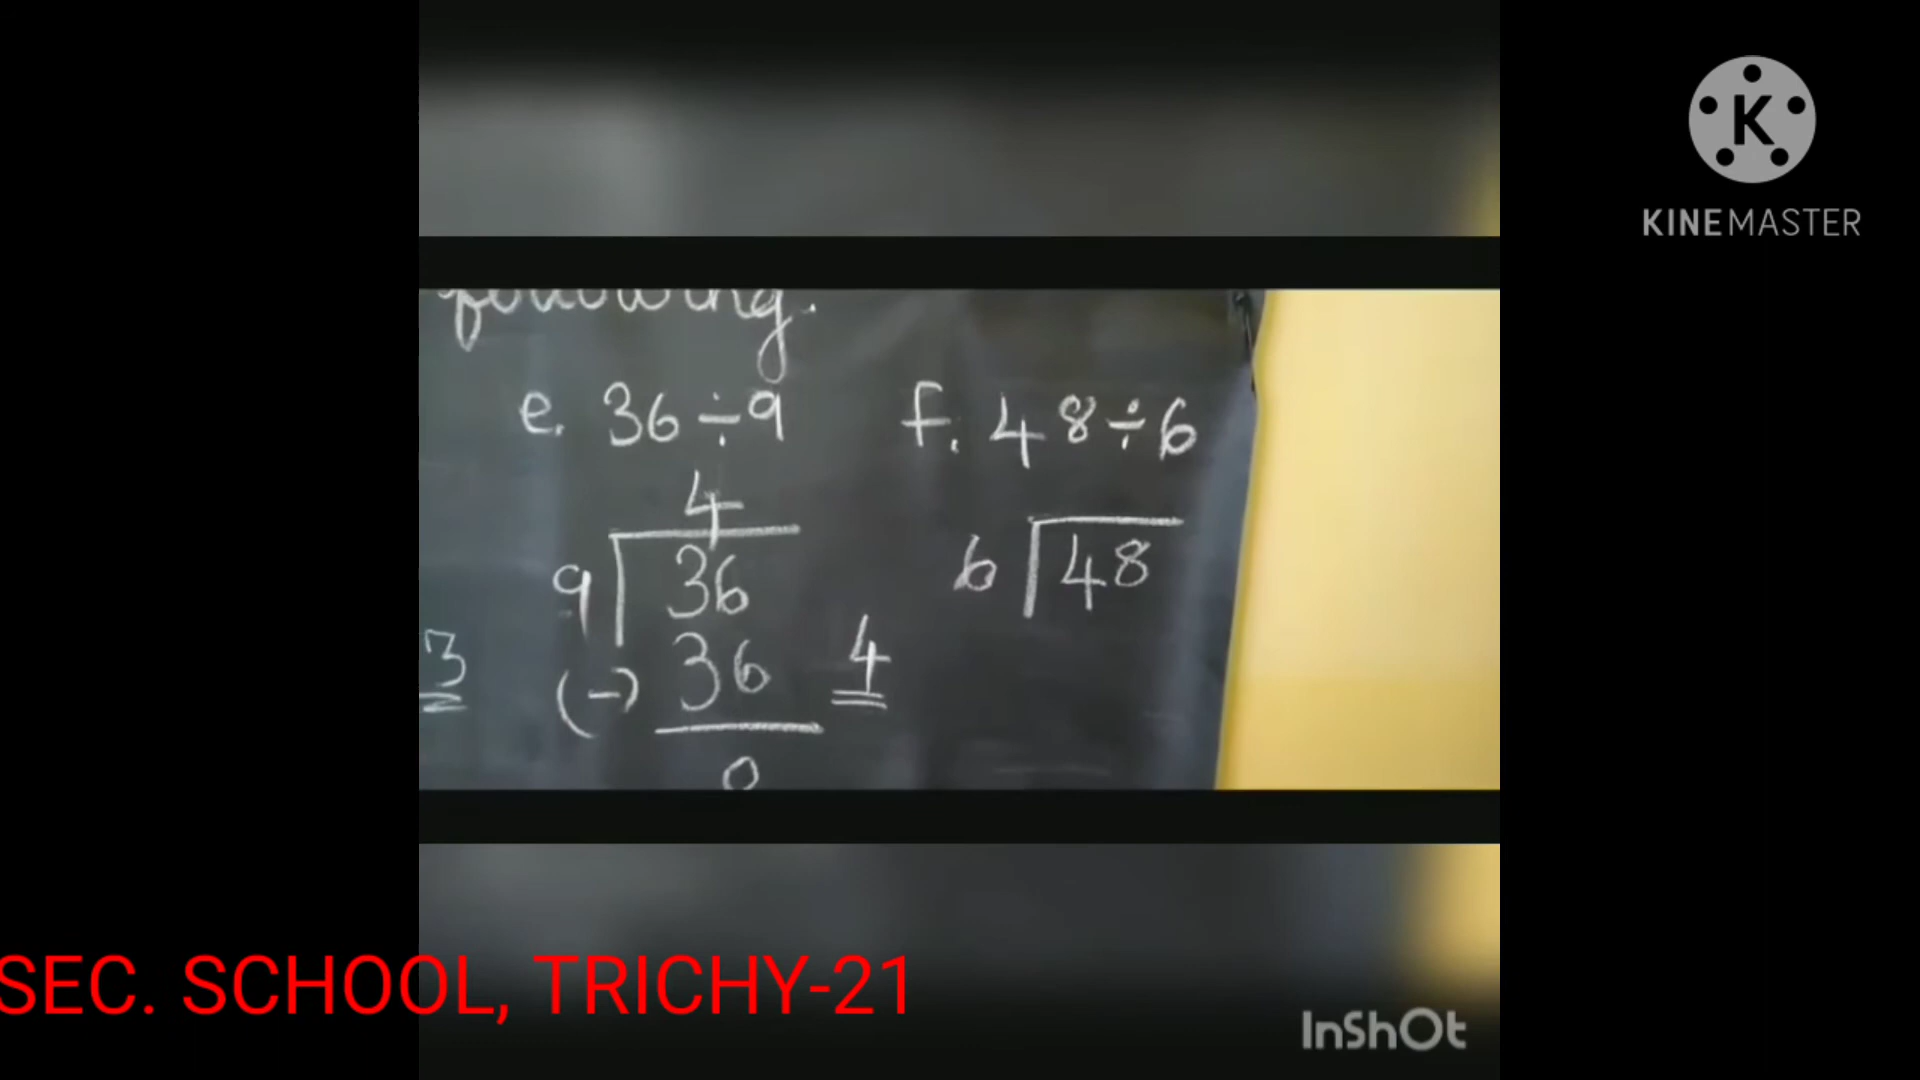 K
KINEMASTER
following.
e. 36÷9
f. 48÷6
4
9 36
6 48
3
(-) 36
4
0
SEC. SCHOOL, TRICHY-21
InShOt